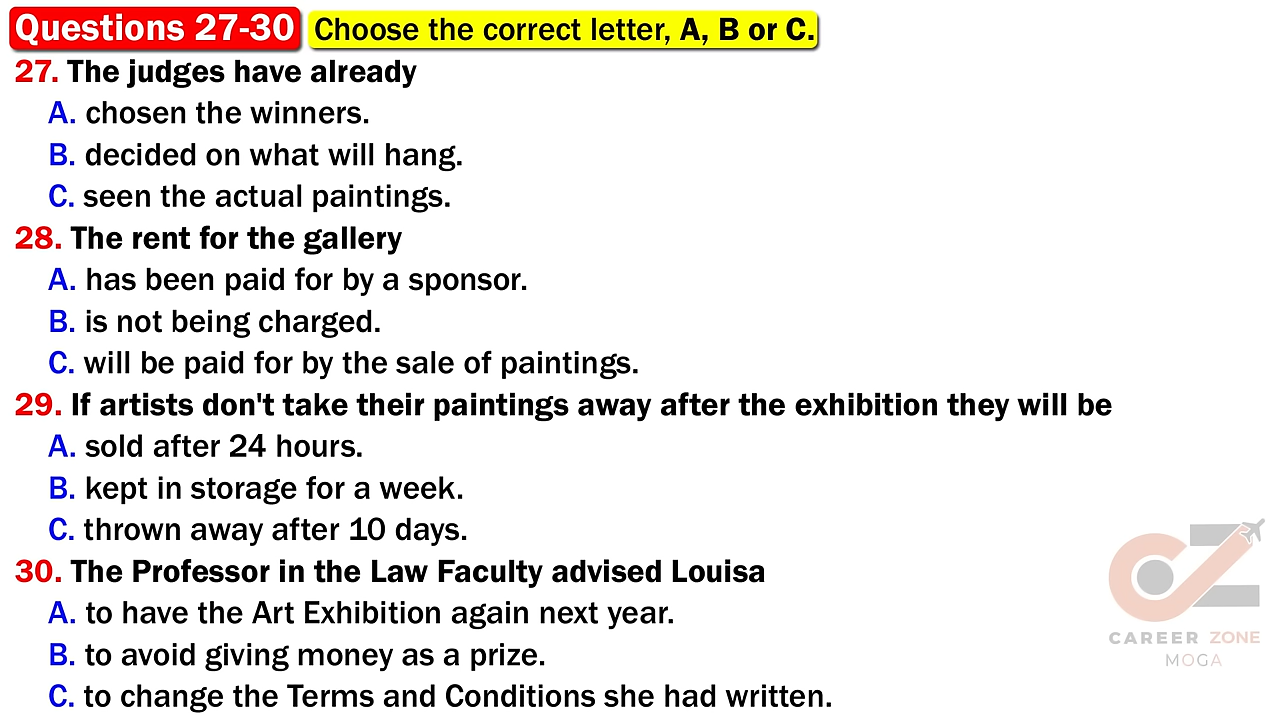 Questions 27-30 Choose the correct letter, A, B or C.
27. The judges have already
A. chosen the winners.
B. decided on what will hang.
C. seen the actual paintings.
28. The rent for the gallery
A. has been paid for by a sponsor.
B. is not being charged.
C. will be paid for by the sale of paintings.
29. If artists don't take their paintings away after the exhibition they will be
A. sold after 24 hours.
B. kept in storage for a week.
C. thrown away after 10 days.
30. The Professor in the Law Faculty advised Louisa
A. to have the Art Exhibition again next year.
B. to avoid giving money as a prize.
C. to change the Terms and Conditions she had written.
CAREER ZONE
MOGA